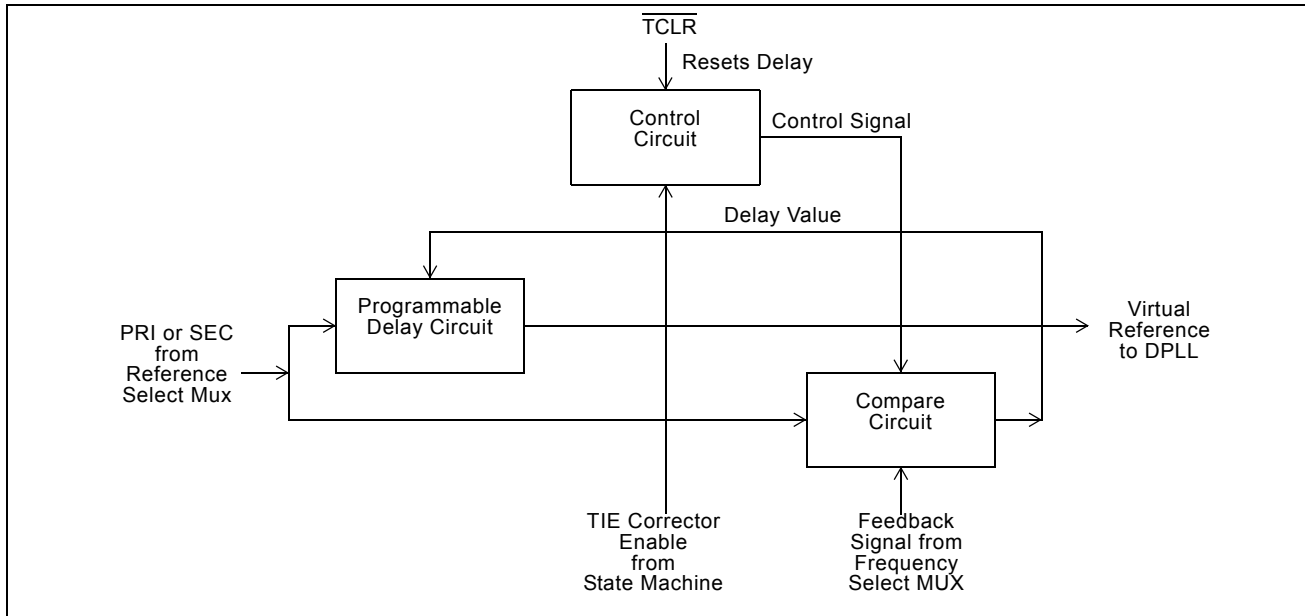 TCLR
Resets Delay
Control
Circuit
Control Signal
Delay Value
Programmable
Delay Circuit
PRI or SEC
from
Reference
Select Mux
Virtual
Reference
to DPLL
Compare
Circuit
TIE Corrector
Enable
from
State Machine
Feedback
Signal from
Frequency
Select MUX